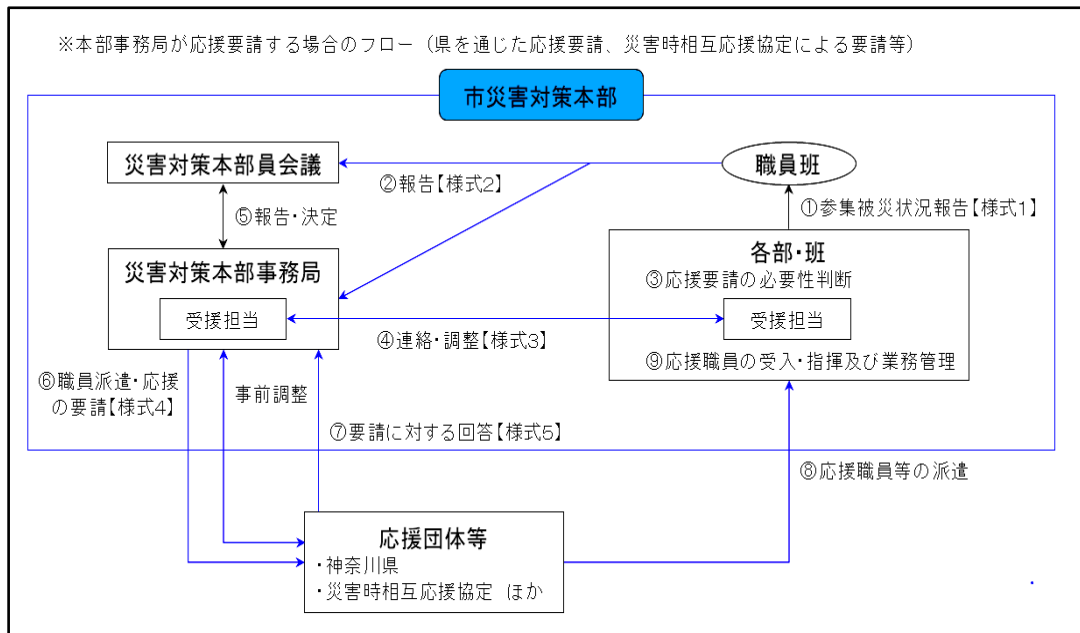 ※本部事務局が応援要請する場合のフロー（県を通じた応援要請、災害時相互応援協定による要請等）
市災害対策本部
災害対策本部員会議
職員班
②報告【様式2】
①参集被災状況報告【様式1】
⑤報告・決定
各部・班
災害対策本部事務局
③応援要請の必要性判断
受援担当
受援担当
④連絡・調整【様式3】
⑨応援職員の受入・指揮及び業務管理
⑥職員派遣・応援
の要請【様式4】
事前調整
⑦要請に対する回答【様式5】
⑧応援職員等の派遣
応援団体等
・神奈川県
・災害時相互応援協定 ほか